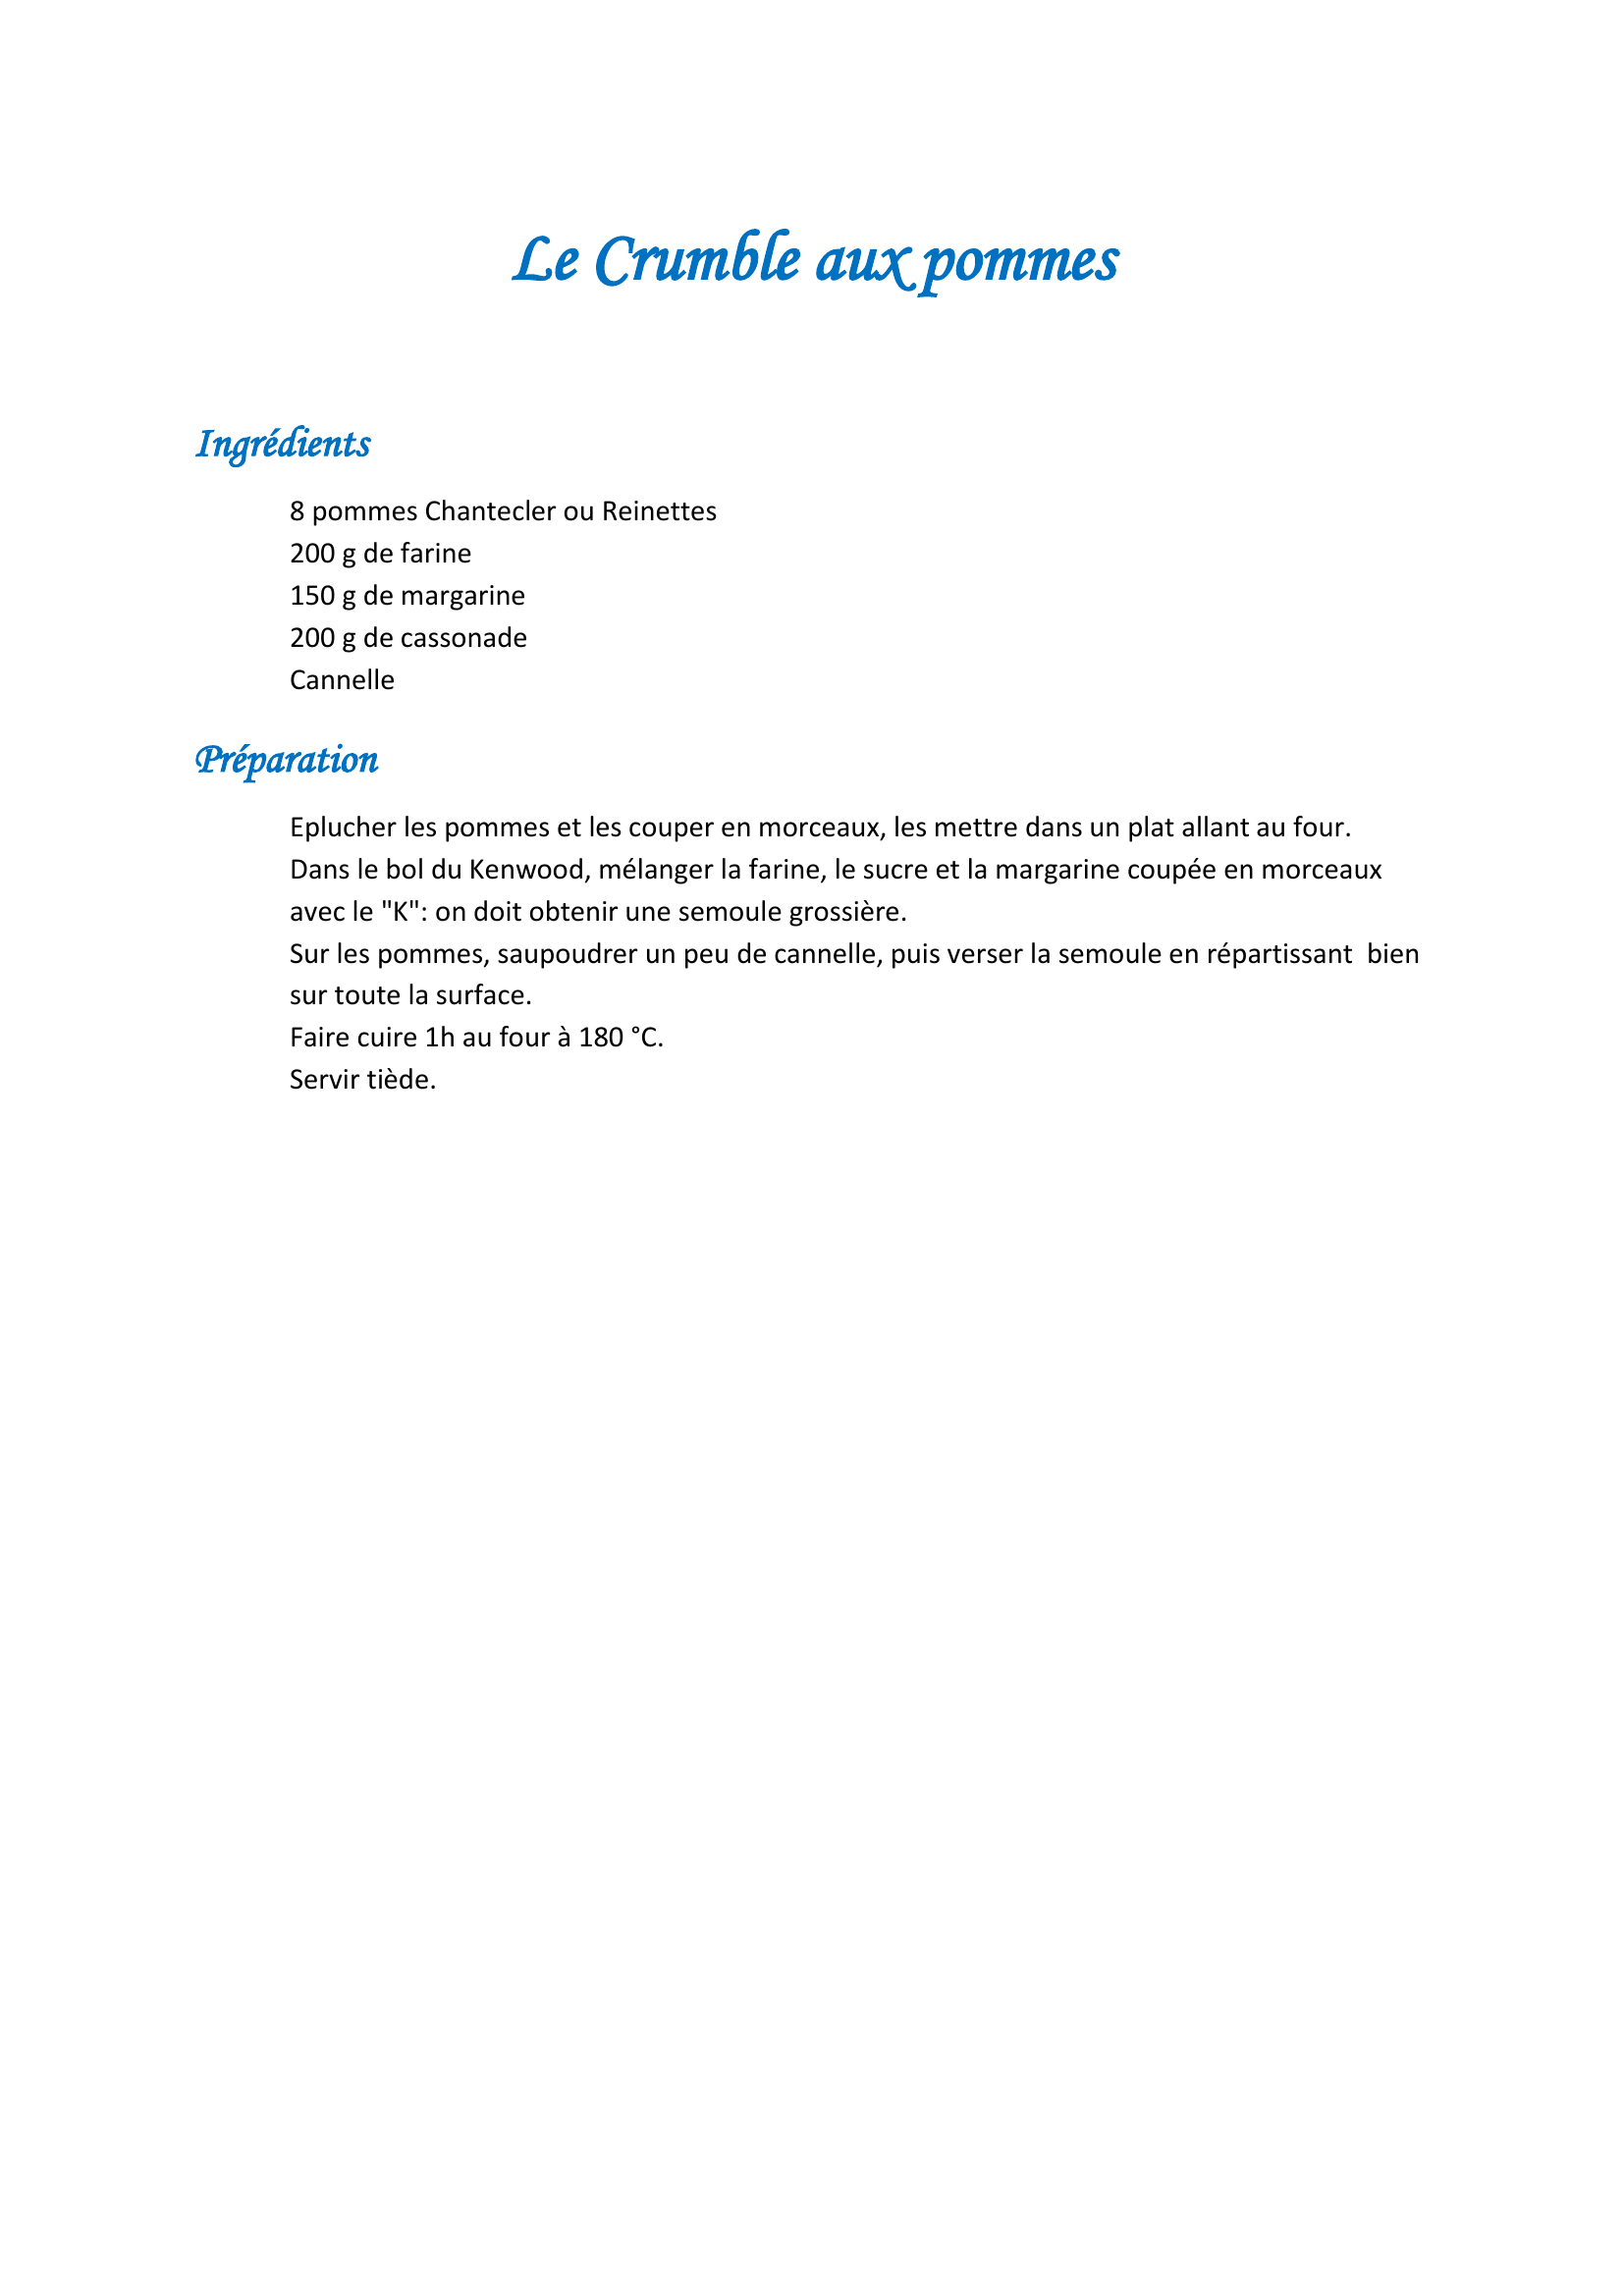 Le Crumble aux pommes
Ingrédients
8 pommes Chantecler ou Reinettes
200 g de farine
150 g de margarine
200 g de cassonade
Cannelle
Préparation
Eplucher les pommes et les couper en morceaux, les mettre dans un plat allant au four.
Dans le bol du Kenwood, mélanger la farine, le sucre et la margarine coupée en morceaux
avec le "K": on doit obtenir une semoule grossière.
Sur les pommes, saupoudrer un peu de cannelle, puis verser la semoule en répartissant  bien
sur toute la surface.
Faire cuire 1h au four à 180 °C.
Servir tiède.